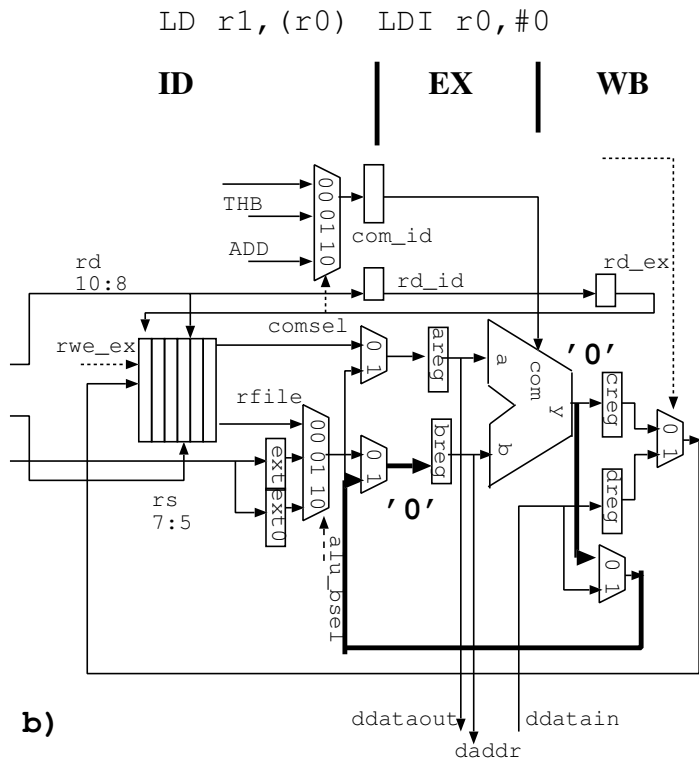 LD r1,(r0) LDI r0,#0
ID EX WB
THB
00 01 10
com_id
ADD
rd
10:8
rd_id
rd_ex
comsel
rwe_ex
0 1
areg
a
com
'0'
y
creg
rfile
00 01 10
0 1
breg
b
0 1
ext
ext0
'0'
dreg
rs
7:5
alu_bsel
0 1
b)
ddataout
ddatain
daddr